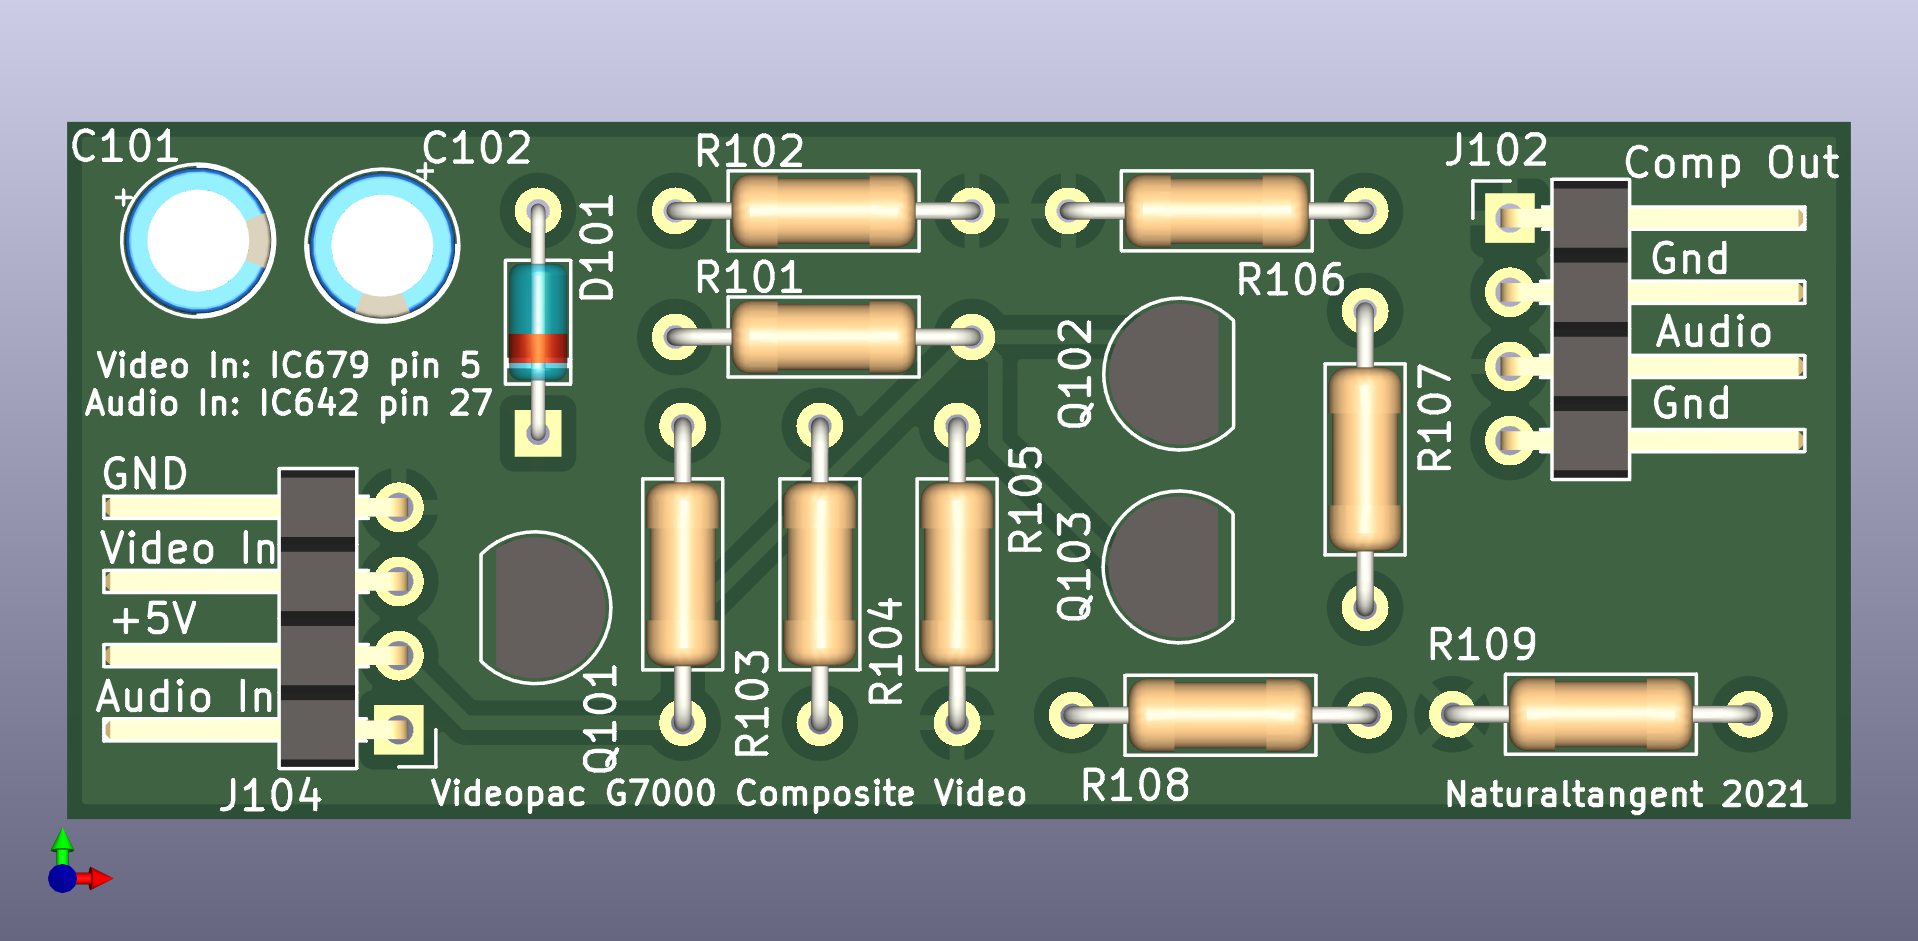 C101
C102
+
+
D101
R102
R101
R106
J102
Comp Out
Gnd
Audio
Gnd
Q102
R107
Video In: IC679 pin 5
Audio In: IC642 pin 27
GND
Video In
+5V
Audio In
J104
Q101
R103
R104
R105
Q103
R109
R108
Videopac G7000 Composite Video
Naturaltangent 2021